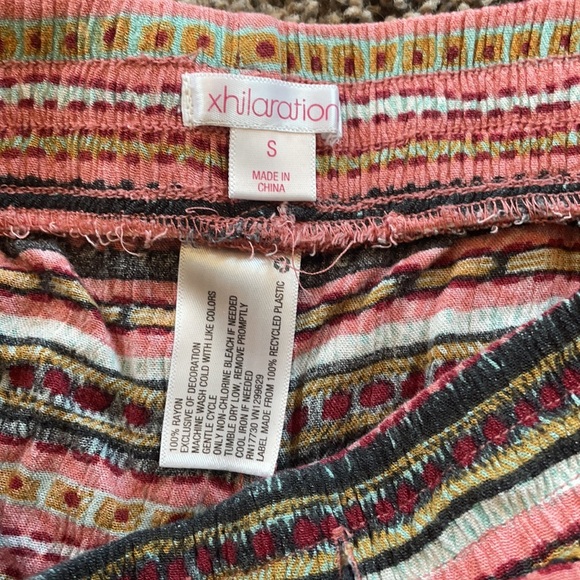 xhilaration
S
MADE IN
CHINA
100% RAYON
EXCLUSIVE OF DECORATION
MACHINE WASH COLD WITH LIKE COLORS
GENTLE CYCLE
ONLY NON-CHLORINE BLEACH IF NEEDED
TUMBLE DRY LOW, REMOVE PROMPTLY
COOL IRON IF NEEDED
RN17730 VN1299629
LABEL MADE FROM 100% RECYCLED PLASTIC